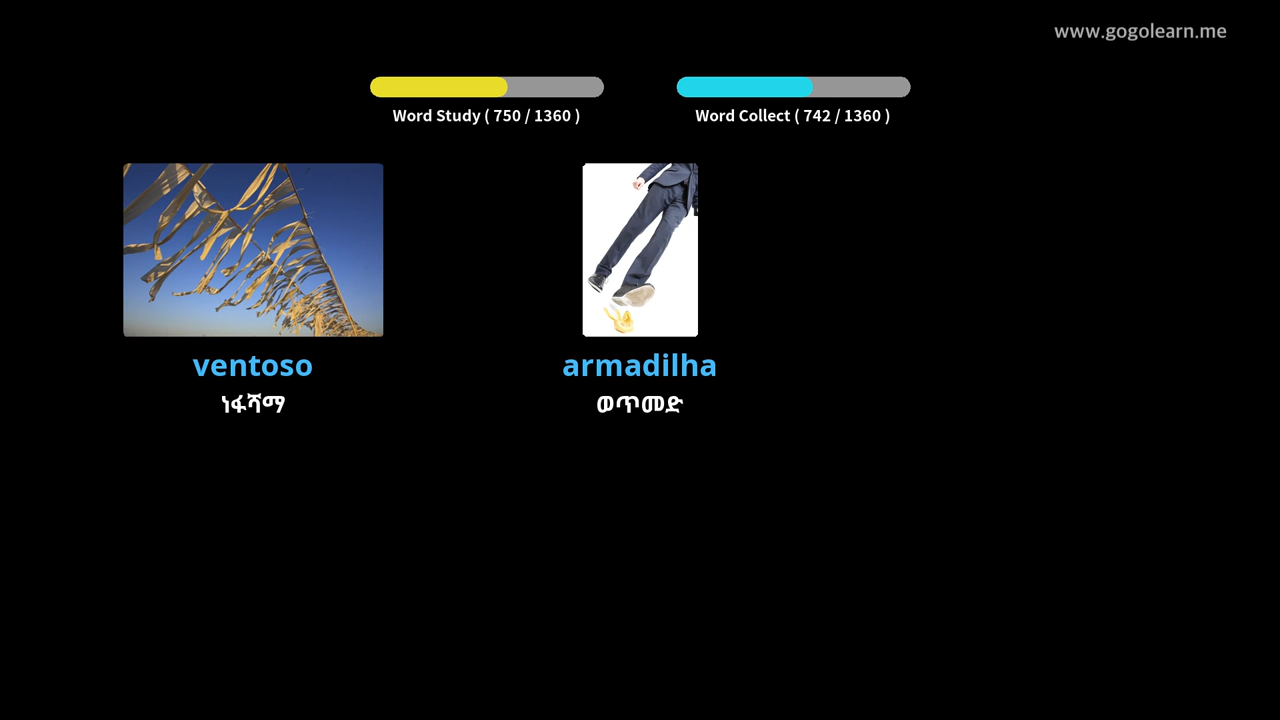 www.gogolearn.me
Word Study ( 750 / 1360 )
Word Collect ( 742 / 1360 )
ventoso
ነፋሻማ
armadilha
ወጥመድ